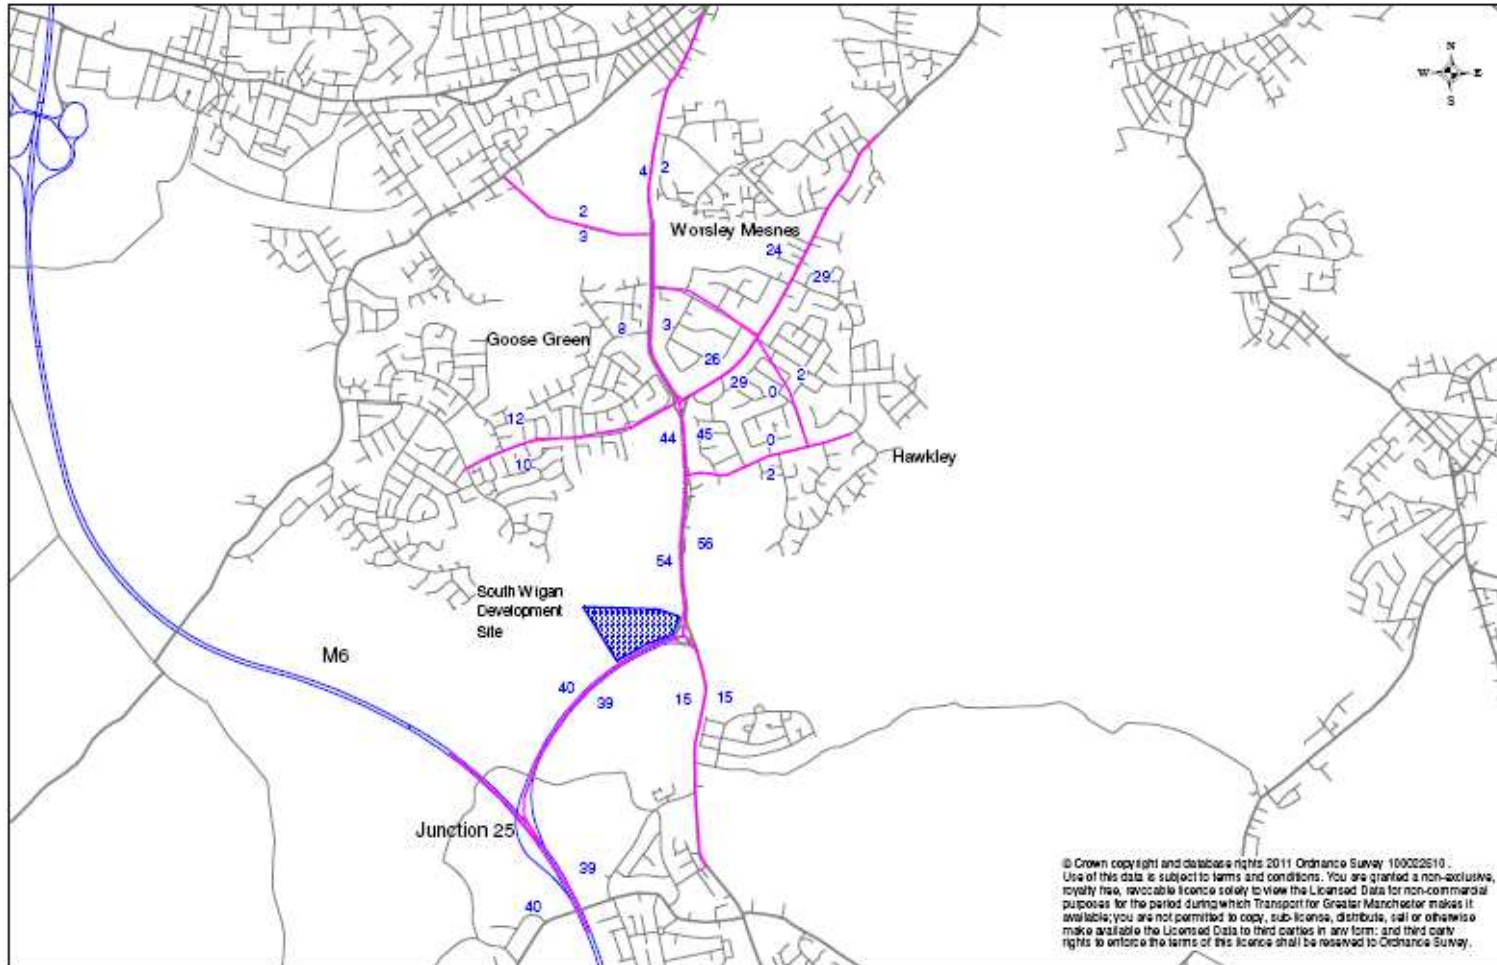 N
W E
S
2
4
2
3
Worsley Mesnes
24
29
8
3
Goose Green
26
29
2
0
12
44
45
0
10
2
Hawkley
56
54
South Wigan
Development
Site
M6
40
39
15
15
Junction 25
39
40
© Crown copyright and database rights 2011 Ordnance Survey 100022610 .
Use of this data is subject to terms and conditions. You are granted a non-exclusive,
royalty free, revocable licence solely to view the Licensed Data for non-commercial
purposes for the period during which Transport for Greater Manchester makes it
available; you are not permitted to copy, sub-license, distribute, sell or otherwise
make available the Licensed Data to third parties in any form; and third party
rights to enforce the terms of this licence shall be reserved to Ordnance Survey.